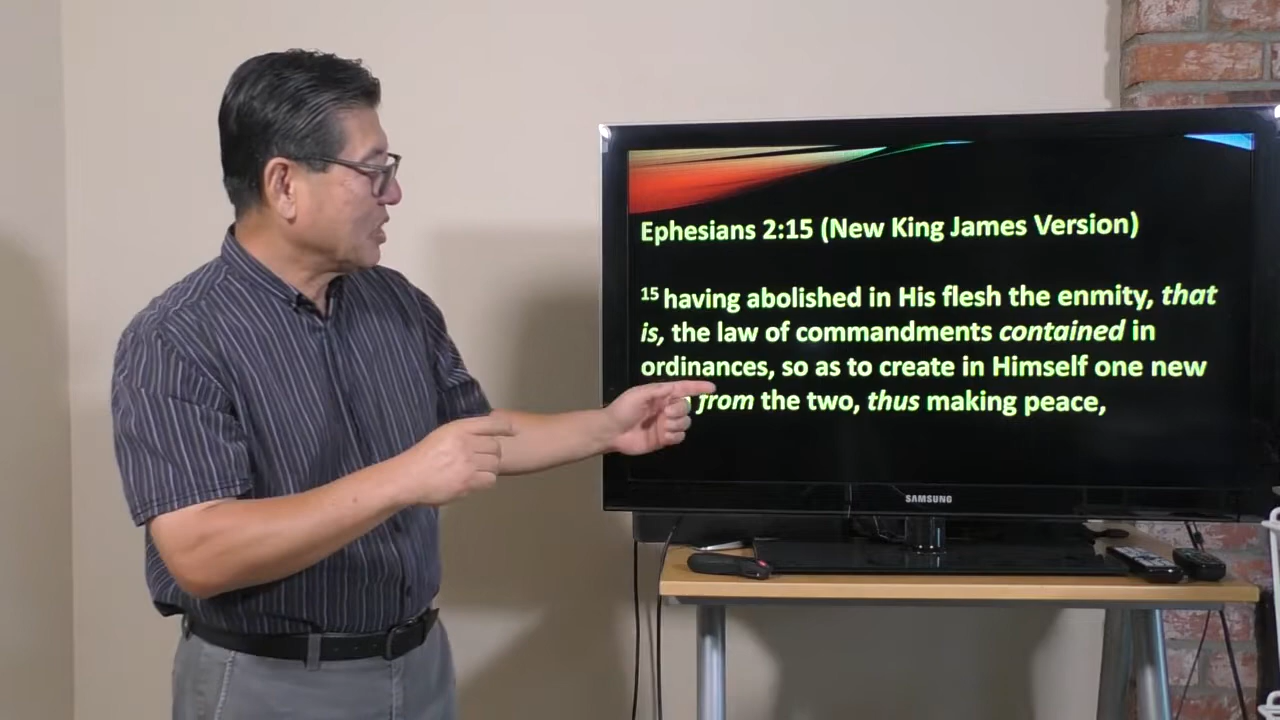 Ephesians 2:15 (New King James Version)
15 having abolished in His flesh the enmity, that
is, the law of commandments contained in
ordinances, so as to create in Himself one new
from the two, thus making peace,
SAMSUNG